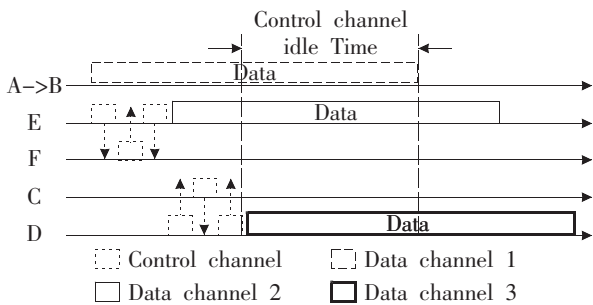 Control channel
idle Time
A->B
Data
E
Data
F
C
D
Data
Control channel
Data channel 1
Data channel 2
Data channel 3